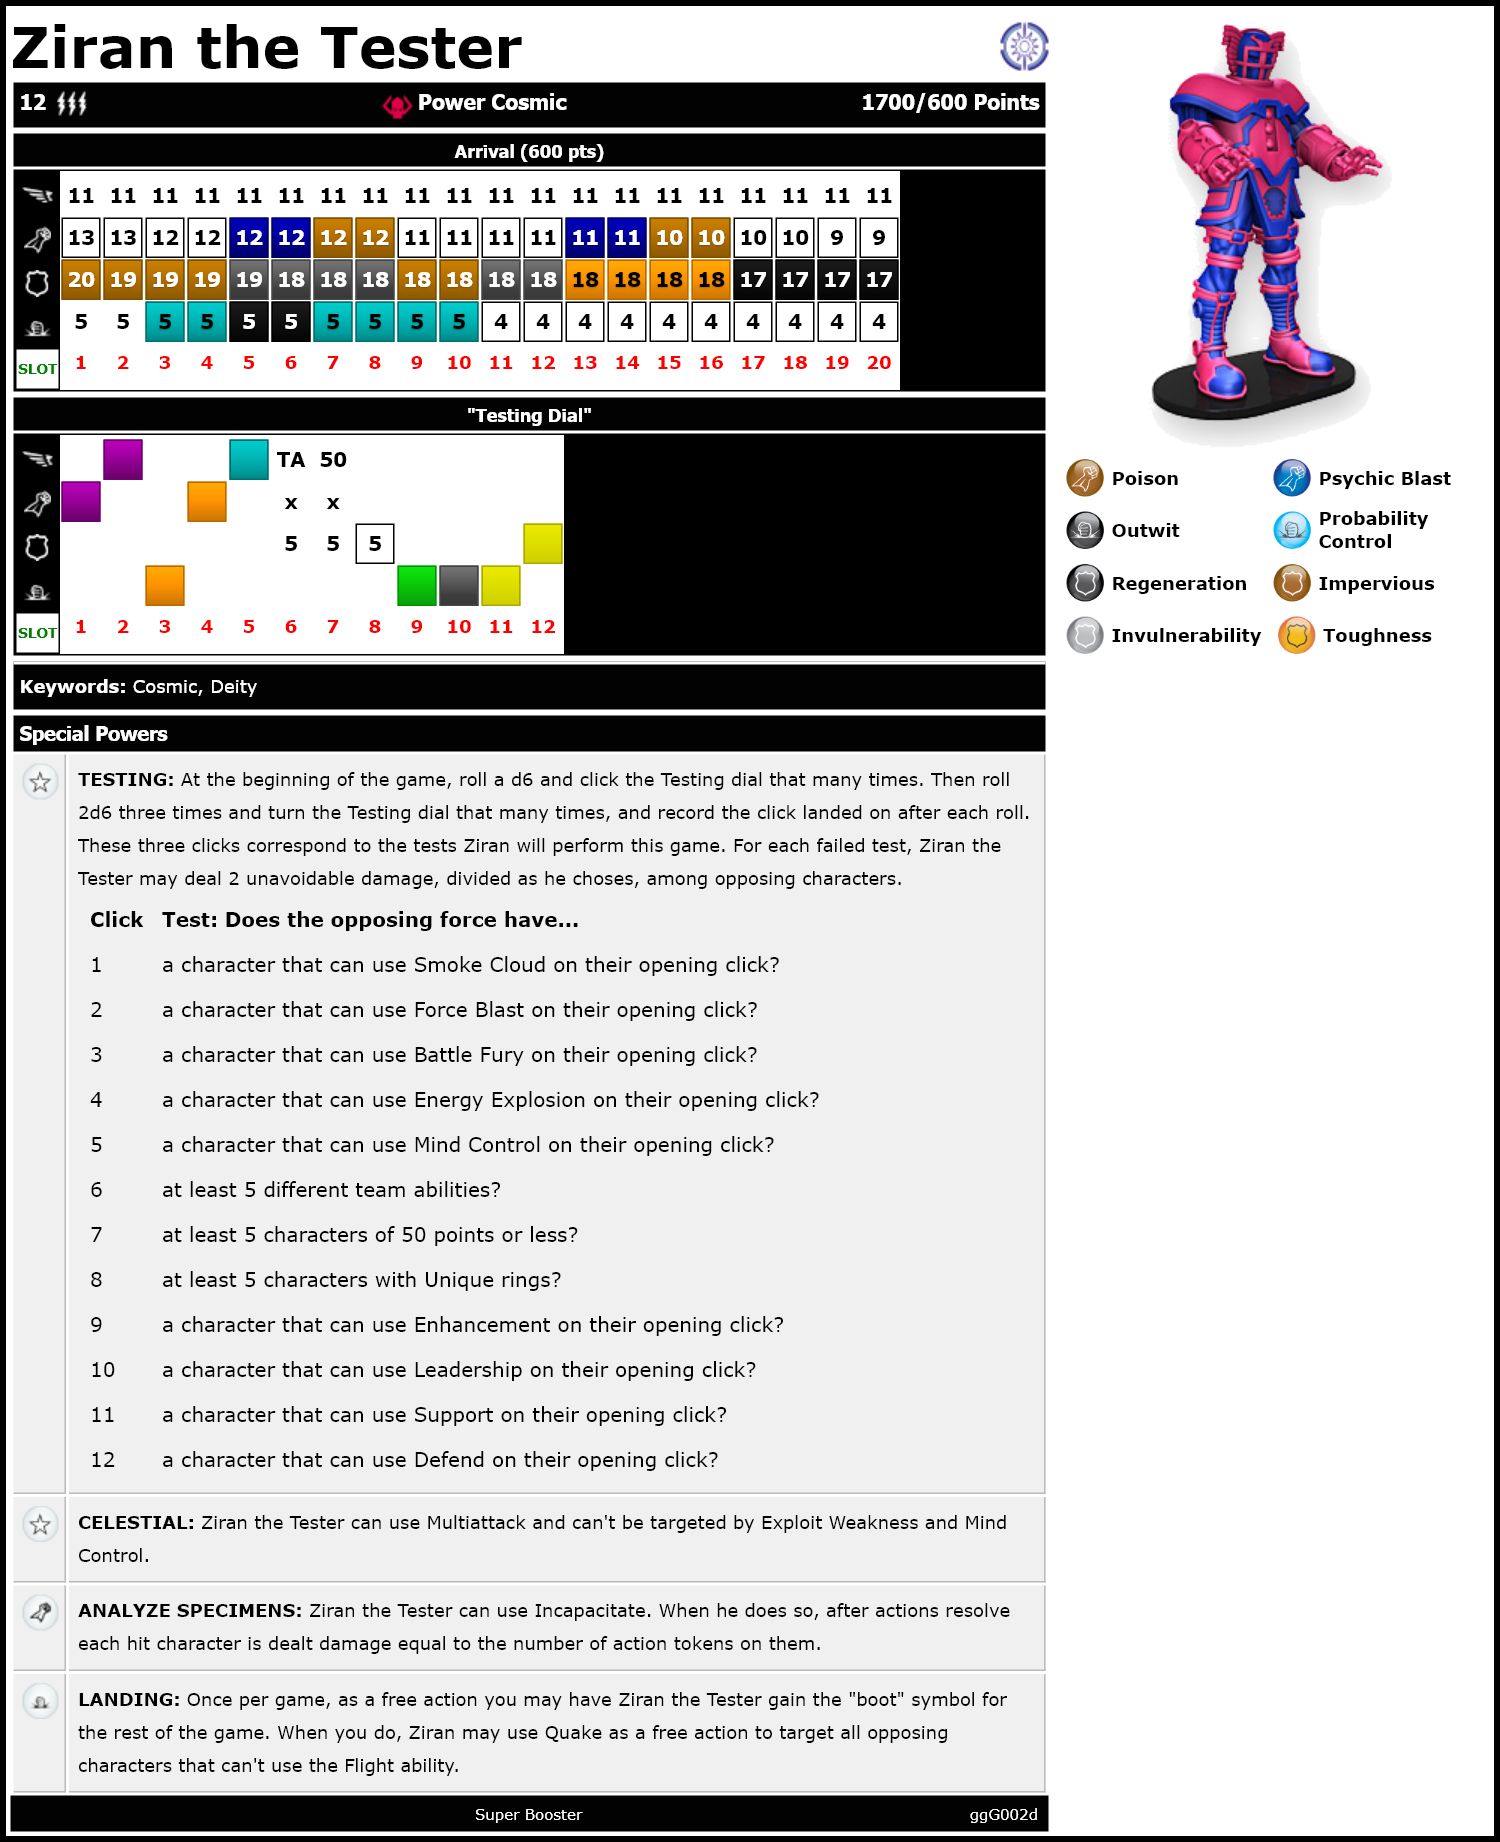 Ziran the Tester
12 Power Cosmic 1700/600 Points
Arrival (600 pts)
11 11 11 11 11 11 11 11 11 11 11 11 11 11 11 11 11 11 11 11
13 13 12 12 12 12 12 12 11 11 11 11 11 11 10 10 10 10 9 9
20 19 19 19 19 18 18 18 18 18 18 18 18 18 18 18 17 17 17 17
5 5 5 5 5 5 5 5 5 5 4 4 4 4 4 4 4 4 4 4
SLOT 1 2 3 4 5 6 7 8 9 10 11 12 13 14 15 16 17 18 19 20
"Testing Dial"
TA 50
x x
5 5 5
SLOT 1 2 3 4 5 6 7 8 9 10 11 12
Poison Psychic Blast
Outwit Probability
Control
Regeneration Impervious
Invulnerability Toughness
Keywords: Cosmic, Deity
Special Powers
TESTING: At the beginning of the game, roll a d6 and click the Testing dial that many times. Then roll
2d6 three times and turn the Testing dial that many times, and record the click landed on after each roll.
These three clicks correspond to the tests Ziran will perform this game. For each failed test, Ziran the
Tester may deal 2 unavoidable damage, divided as he choses, among opposing characters.
Click Test: Does the opposing force have...
1 a character that can use Smoke Cloud on their opening click?
2 a character that can use Force Blast on their opening click?
3 a character that can use Battle Fury on their opening click?
4 a character that can use Energy Explosion on their opening click?
5 a character that can use Mind Control on their opening click?
6 at least 5 different team abilities?
7 at least 5 characters of 50 points or less?
8 at least 5 characters with Unique rings?
9 a character that can use Enhancement on their opening click?
10 a character that can use Leadership on their opening click?
11 a character that can use Support on their opening click?
12 a character that can use Defend on their opening click?
CELESTIAL: Ziran the Tester can use Multiattack and can't be targeted by Exploit Weakness and Mind
Control.
ANALYZE SPECIMENS: Ziran the Tester can use Incapacitate. When he does so, after actions resolve
each hit character is dealt damage equal to the number of action tokens on them.
LANDING: Once per game, as a free action you may have Ziran the Tester gain the "boot" symbol for
the rest of the game. When you do, Ziran may use Quake as a free action to target all opposing
characters that can't use the Flight ability.
Super Booster ggG002d